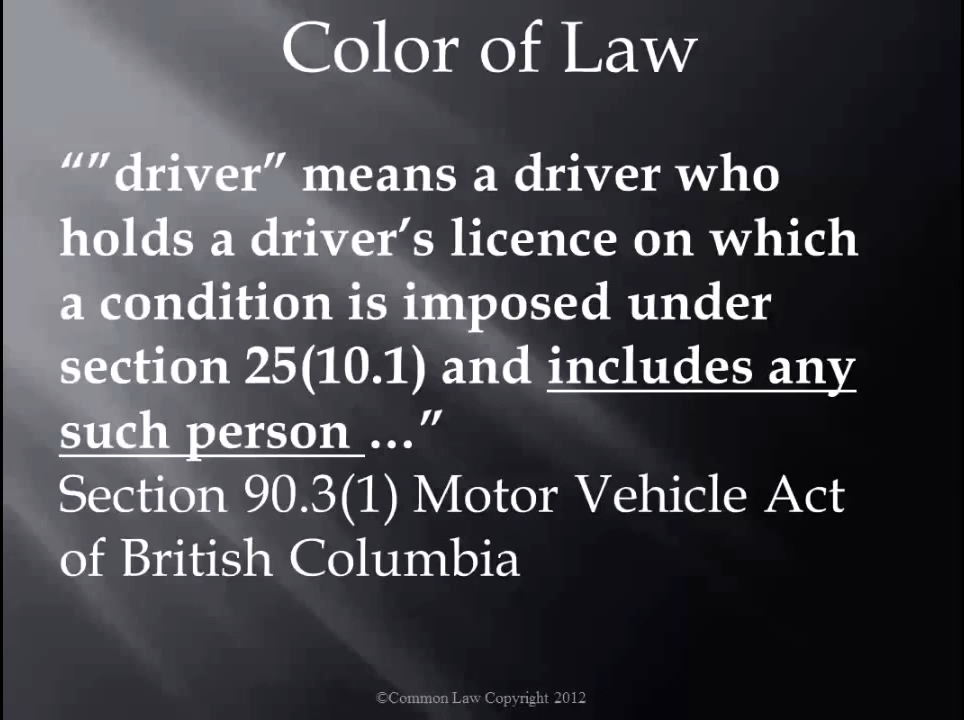 Color of Law
“”driver” means a driver who
holds a driver’s licence on which
a condition is imposed under
section 25(10.1) and includes any
such person …”
Section 90.3(1) Motor Vehicle Act
of British Columbia
©Common Law Copyright 2012